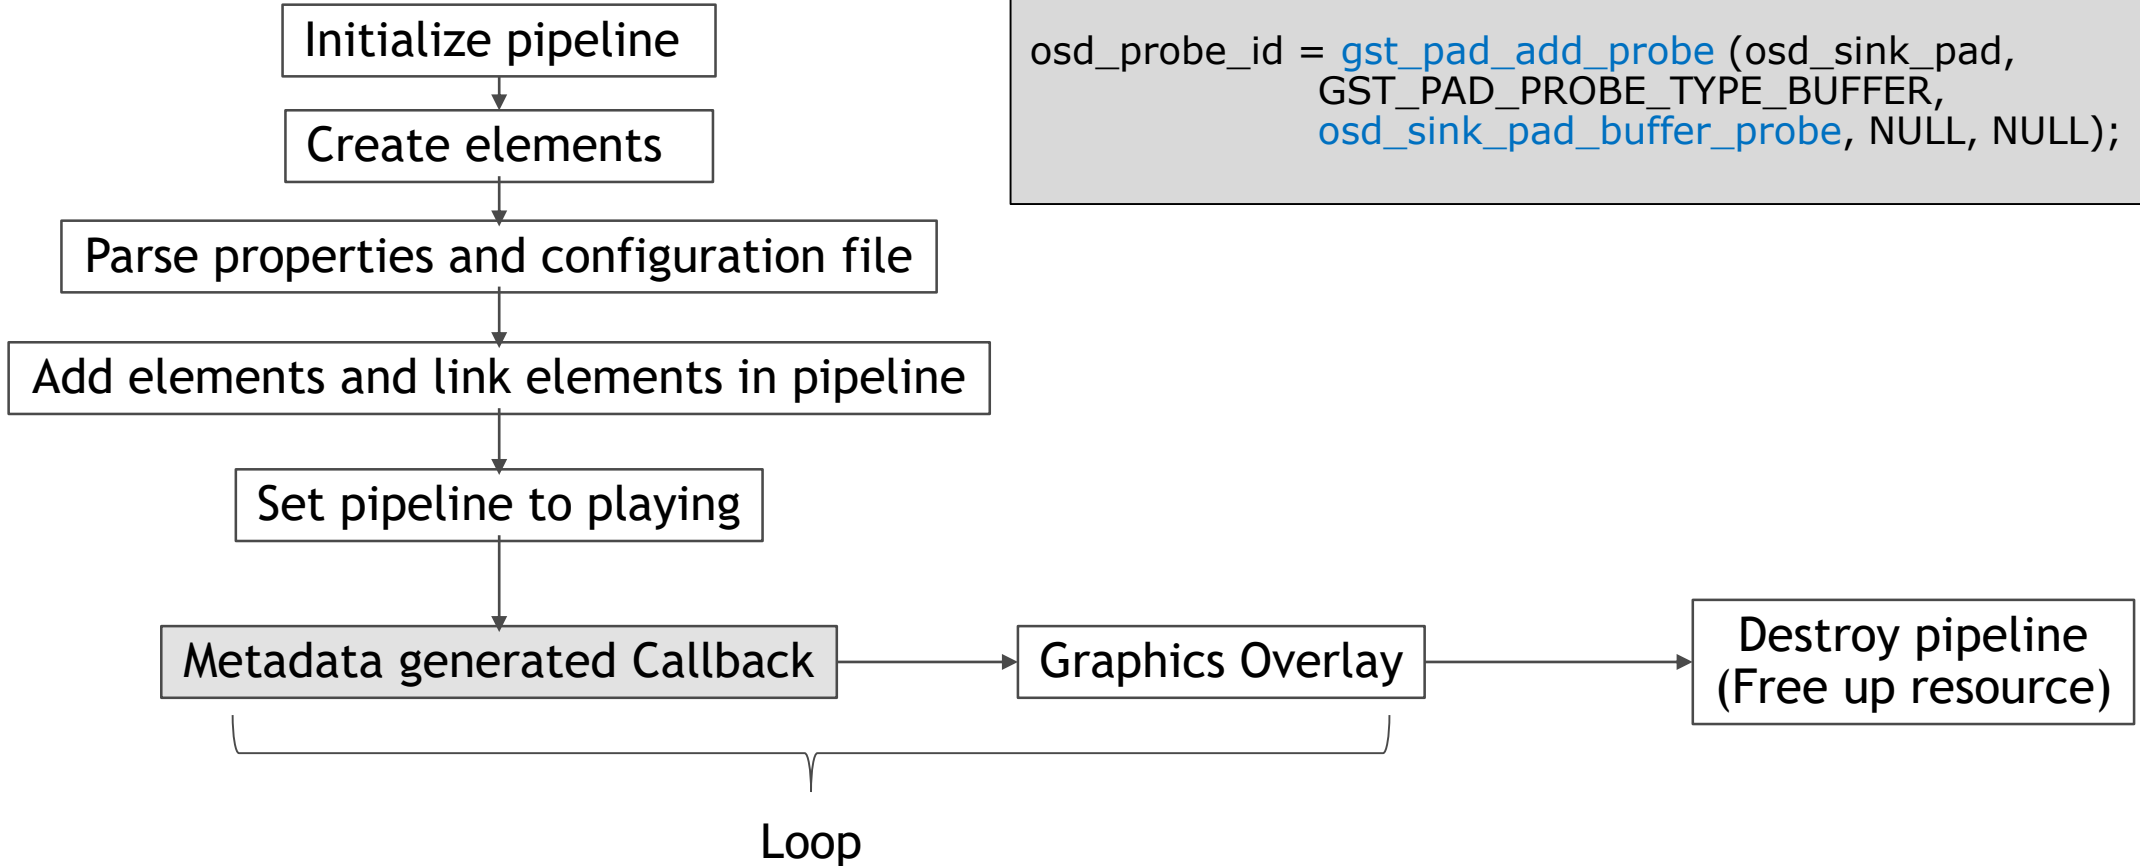 Initialize pipeline
Create elements
Parse properties and configuration file
Add elements and link elements in pipeline
Set pipeline to playing
Metadata generated Callback
Graphics Overlay
Destroy pipeline
(Free up resource)
Loop
osd_probe_id = gst_pad_add_probe (osd_sink_pad,
GST_PAD_PROBE_TYPE_BUFFER,
osd_sink_pad_buffer_probe, NULL, NULL);